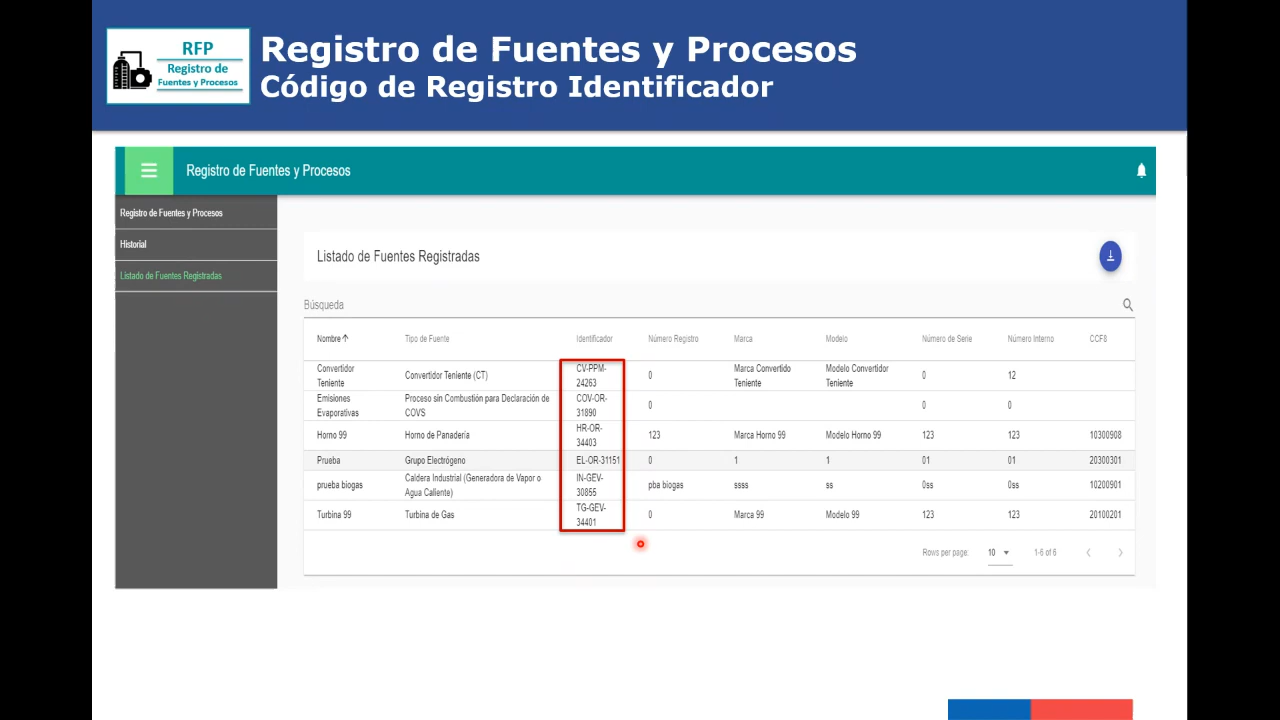 RFP
Registro de
Fuentes y Procesos
Registro de Fuentes y Procesos
Código de Registro Identificador
Registro de Fuentes y Procesos
Registro de Fuentes y Procesos
Historial
Listado de Fuentes Registradas
Listado de Fuentes Registradas
Búsqueda
Nombre Tipo de Fuente Identificador Número Registro Marca Modelo Número de Serie Número Interno CCF8
Convertidor Teniente Convertidor Teniente (CT) CV-PPM-24263 0 Marca Convertido Teniente Modelo Convertidor Teniente 0 12
Emisiones Evaporativas Proceso sin Combustión para Declaración de COVS COV-OR-31890 0 0 0
Horno 99 Horno de Panadería HR-OR-34403 123 Marca Horno 99 Modelo Horno 99 123 123 10300908
Prueba Grupo Electrógeno EL-OR-31151 0 1 1 01 01 20300301
prueba biogas Caldera Industrial (Generadora de Vapor o Agua Caliente) IN-GEV-30855 pba biogas ssss ss 0ss 0ss 10200901
Turbina 99 Turbina de Gas TG-GEV-34401 0 Marca 99 Modelo 99 123 123 20100201
Rows per page: 10 1-6 of 6